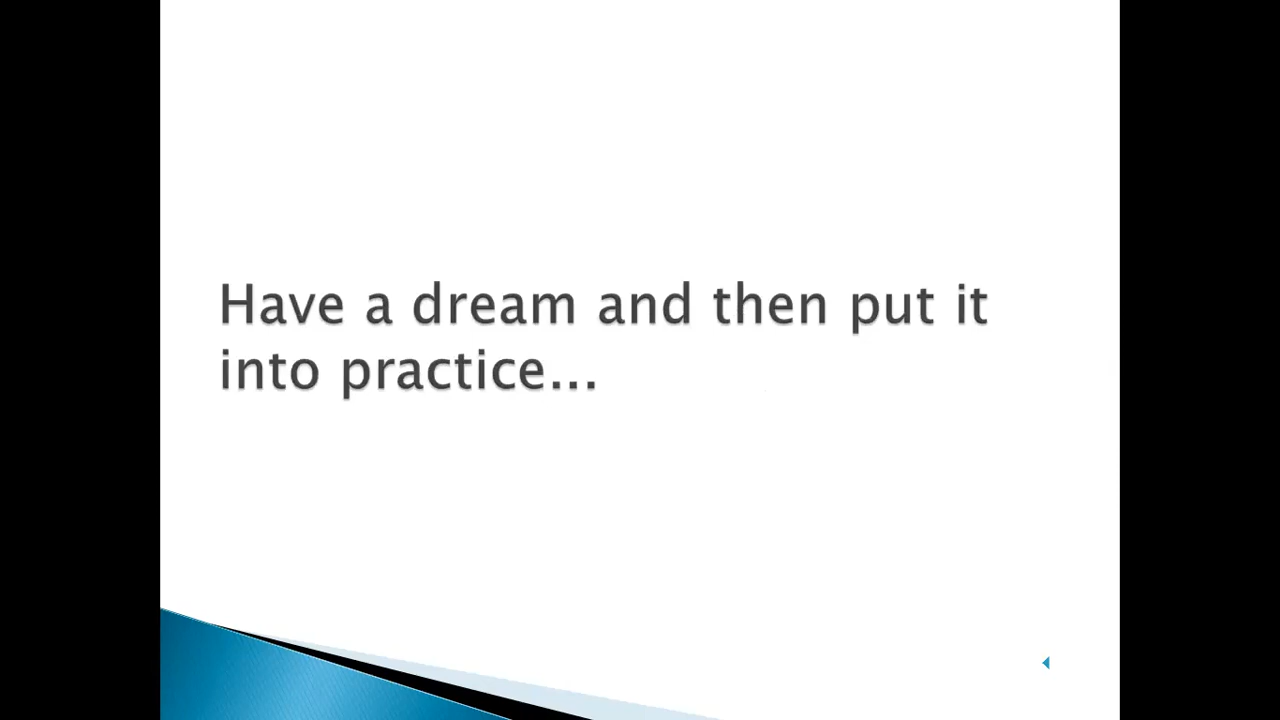 Have a dream and then put it
into practice...